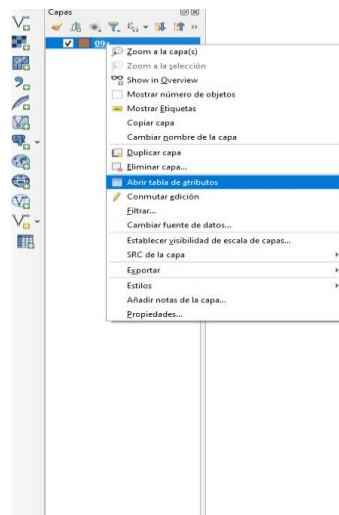 Capas
09a
Zoom a la capa(s)
Zoom a la selección
Show in Overview
Mostrar número de objetos
Mostrar Etiquetas
Copiar capa
Cambiar nombre de la capa
Duplicar capa
Eliminar capa...
Abrir tabla de atributos
Conmutar edición
Filtrar...
Cambiar fuente de datos...
Establecer visibilidad de escala de capas...
SRC de la capa
Exportar
Estilos
Añadir notas de la capa...
Propiedades...